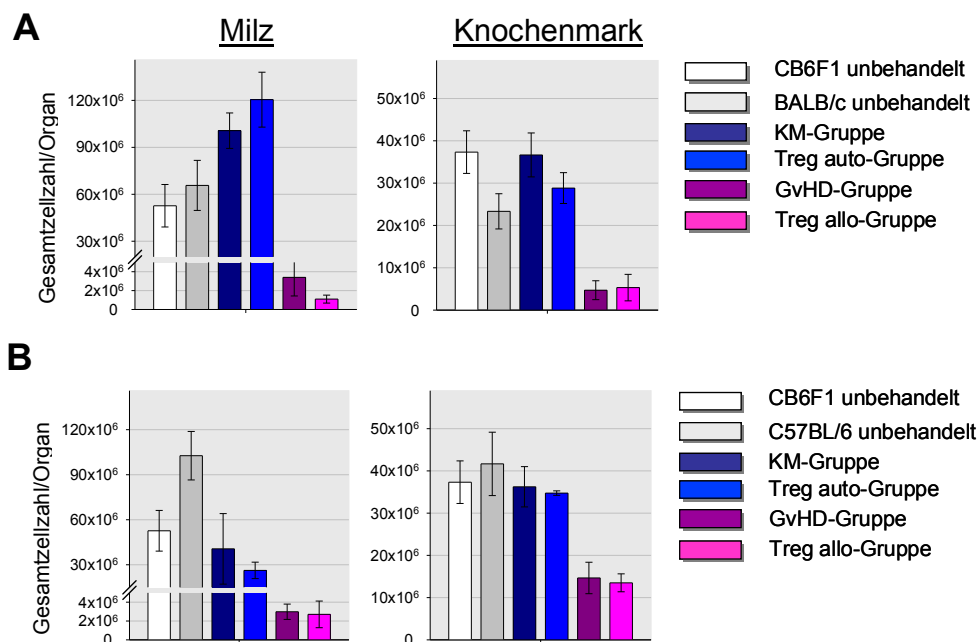 A
Milz
Knochenmark
Gesamtzellzahl/Organ
120x10⁶
90x10⁶
60x10⁶
30x10⁶
4x10⁶
2x10⁶
0
50x10⁶
40x10⁶
30x10⁶
20x10⁶
10x10⁶
0
CB6F1 unbehandelt
BALB/c unbehandelt
KM-Gruppe
Treg auto-Gruppe
GvHD-Gruppe
Treg allo-Gruppe
B
Gesamtzellzahl/Organ
120x10⁶
90x10⁶
60x10⁶
30x10⁶
4x10⁶
2x10⁶
0
50x10⁶
40x10⁶
30x10⁶
20x10⁶
10x10⁶
0
CB6F1 unbehandelt
C57BL/6 unbehandelt
KM-Gruppe
Treg auto-Gruppe
GvHD-Gruppe
Treg allo-Gruppe